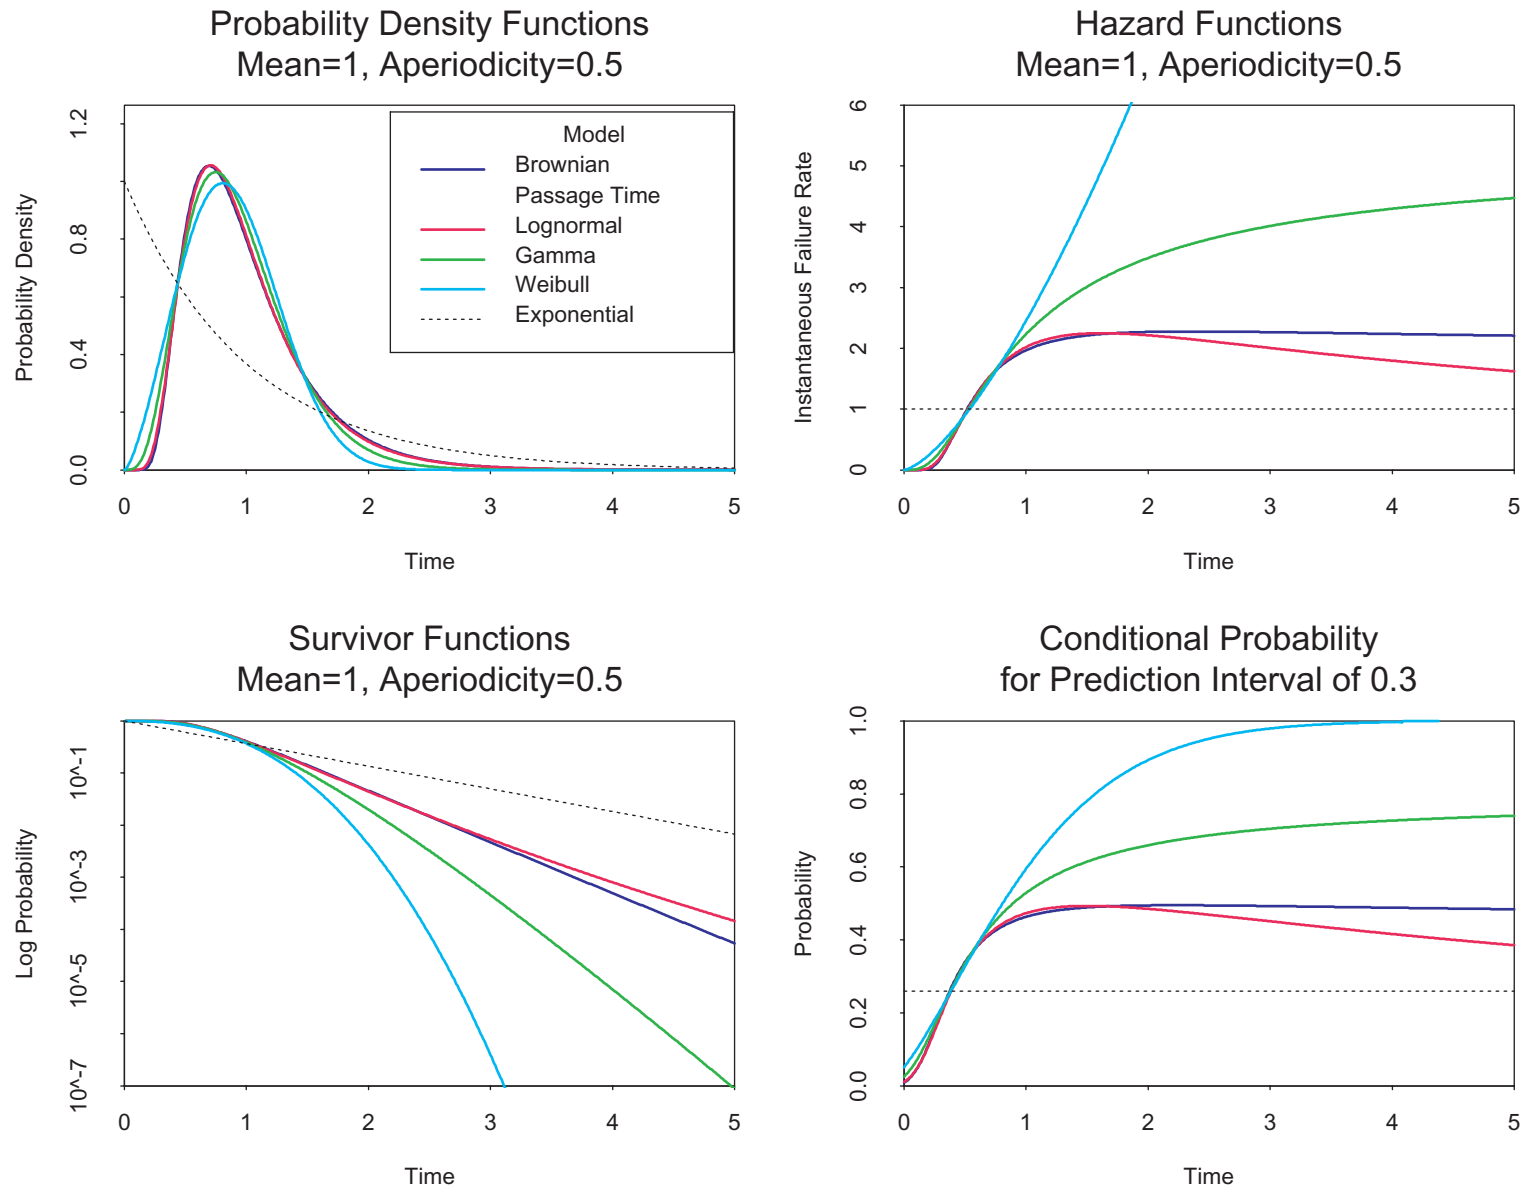 Probability Density Functions
Mean=1, Aperiodicity=0.5
Probability Density
0.0
0.4
0.8
1.2
Model
Brownian
Passage Time
Lognormal
Gamma
Weibull
Exponential
0 1 2 3 4 5
Time
Hazard Functions
Mean=1, Aperiodicity=0.5
Instantaneous Failure Rate
0
1
2
3
4
5
6
0 1 2 3 4 5
Time
Survivor Functions
Mean=1, Aperiodicity=0.5
Log Probability
10^-7
10^-5
10^-3
10^-1
0 1 2 3 4 5
Time
Conditional Probability
for Prediction Interval of 0.3
Probability
0.0
0.2
0.4
0.6
0.8
1.0
0 1 2 3 4 5
Time